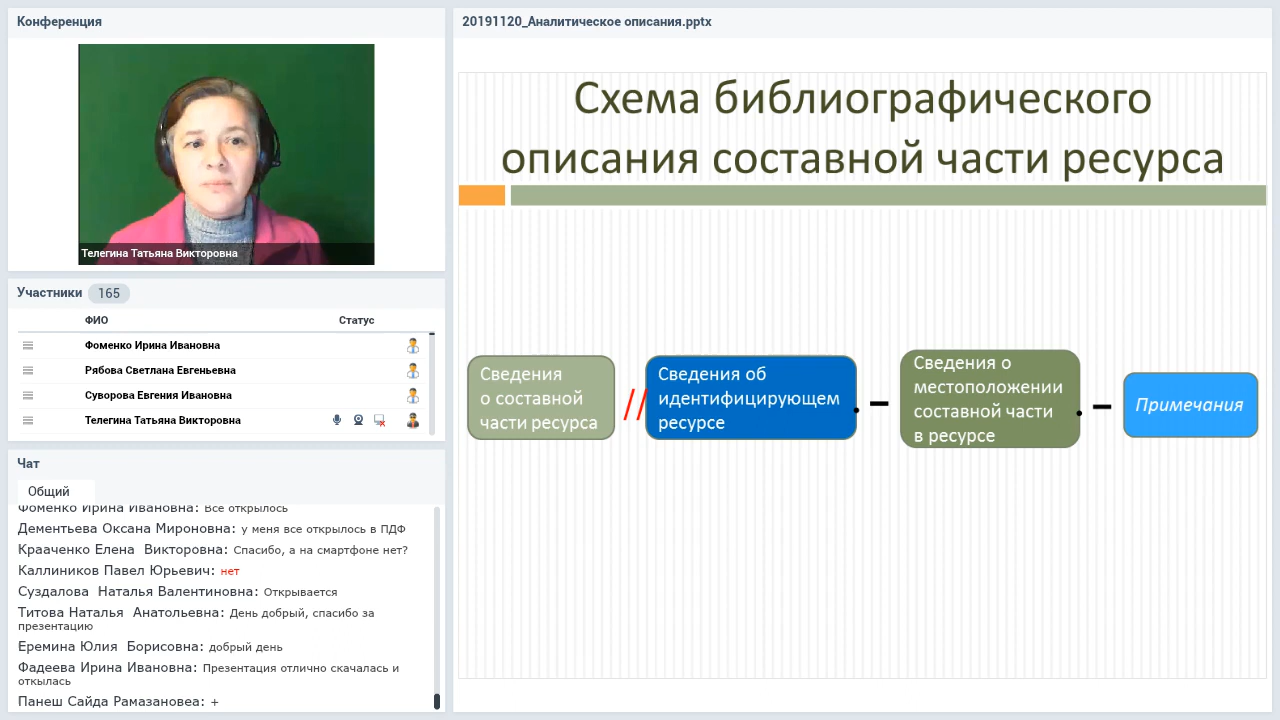 Конференция
Телегина Татьяна Викторовна
Участники 165
ФИО Статус
Фоменко Ирина Ивановна
Рябова Светлана Евгеньевна
Суворова Евгения Ивановна
Телегина Татьяна Викторовна
Чат
Общий
Фоменко Ирина Ивановна: Все открылось
Дементьева Оксана Мироновна: у меня все открылось в ПДФ
Крааченко Елена Викторовна: Спасибо, а на смартфоне нет?
Каллиников Павел Юрьевич: нет
Суздалова Наталья Валентиновна: Открывается
Титова Наталья Анатольевна: День добрый, спасибо за
презентацию
Еремина Юлия Борисовна: добрый день
Фадеева Ирина Ивановна: Презентация отлично скачалась и
откылась
Панеш Сайда Рамазановеа: +
20191120_Аналитическое описания.pptx
Схема библиографического
описания составной части ресурса
Сведения
о составной
части ресурса
//
Сведения об
идентифицирующем
ресурсе
. –
Сведения о
местоположении
составной части
в ресурсе
. –
Примечания